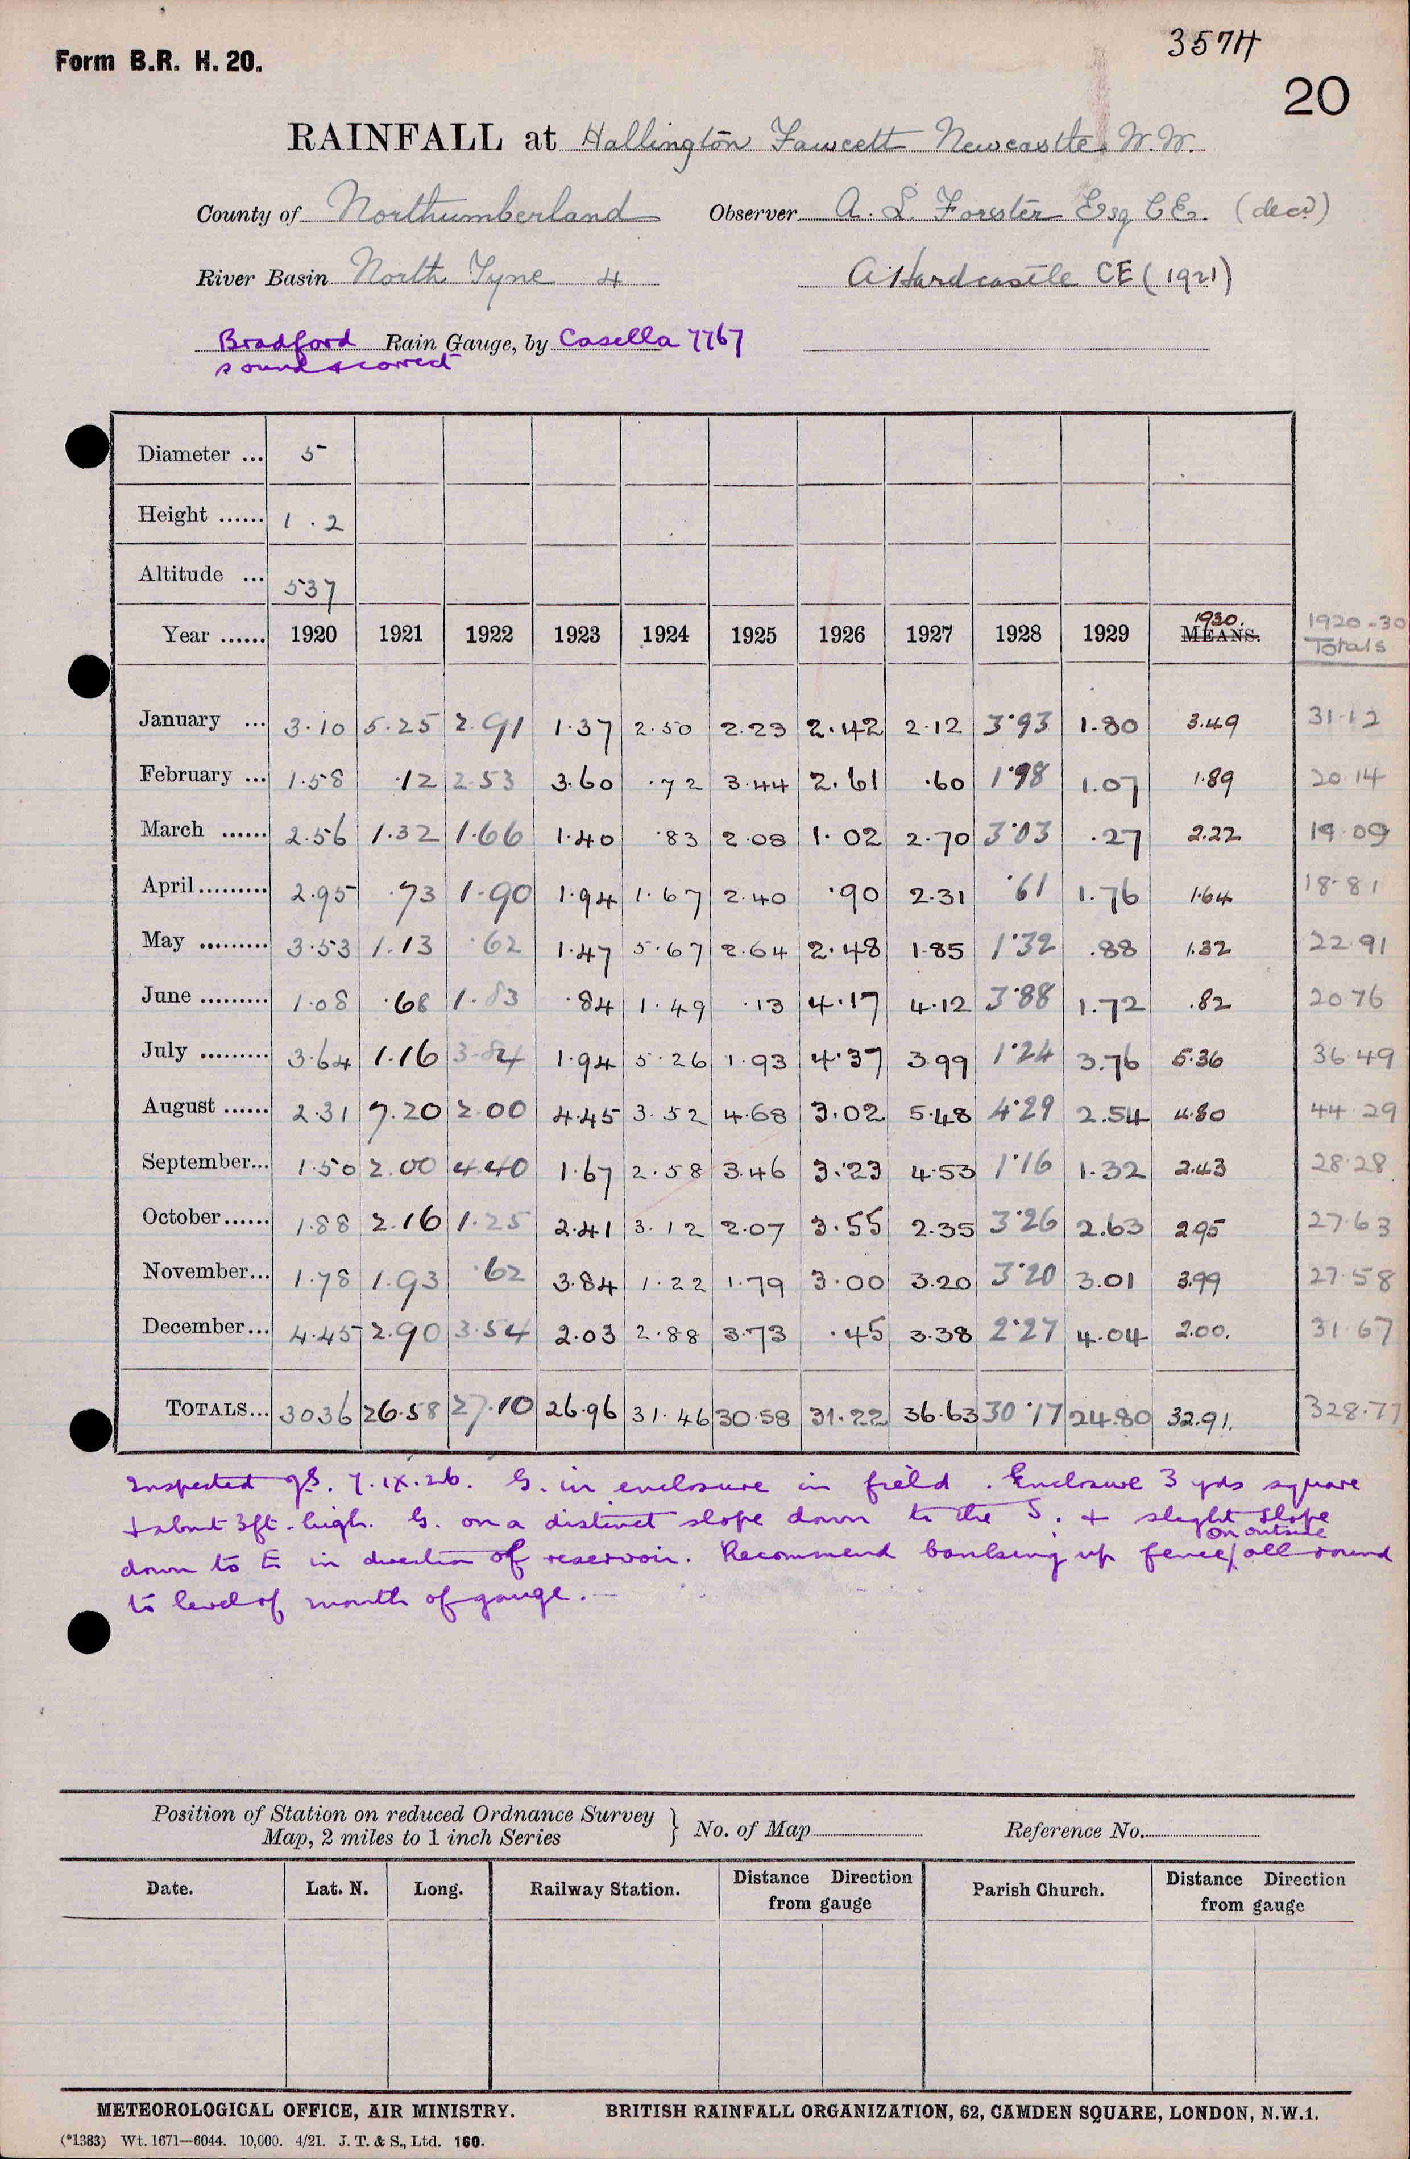 3574
Form B.R. H. 20.
20
RAINFALL at Hallington Fawcett Newcastle W.W.
County of Northumberland Observer A. L. Forster Esq C.E. (decd)
River Basin North Tyne 4 A Hardcastle CE (1921)
Bradford Rain Gauge, by Casella 7767
sound & correct
Diameter ... 5
Height ...... 1 . 2
Altitude ... 537
Year ...... 1920 1921 1922 1923 1924 1925 1926 1927 1928 1929 1930. MEANS. 1920-30 Totals
January ... 3.10 5.25 2.91 1.37 2.50 2.23 2.42 2.12 3.93 1.80 3.49 31.12
February ... 1.58 .12 2.53 3.60 .72 3.44 2.61 .60 1.98 1.07 1.89 20.14
March ...... 2.56 1.32 1.66 1.40 .83 2.08 1.02 2.70 3.03 .27 2.22 19.09
April ......... 2.95 .73 1.90 1.94 1.67 2.40 .90 2.31 .61 1.76 1.64 18.81
May ......... 3.53 1.13 .62 1.47 5.67 2.64 2.48 1.85 1.32 .88 1.32 22.91
June ......... 1.08 .68 1.83 .84 1.49 .13 4.17 4.12 3.88 1.72 .82 20.76
July ......... 3.64 1.16 3.84 1.94 5.26 1.93 4.37 3.99 1.24 3.76 5.36 36.49
August ...... 2.31 7.20 2.00 4.45 3.52 4.68 3.02 5.48 4.29 2.54 4.80 44.29
September... 1.50 2.00 4.40 1.67 2.58 3.46 3.23 4.53 1.16 1.32 2.43 28.28
October ...... 1.88 2.16 1.25 2.41 3.12 2.07 3.55 2.35 3.26 2.63 2.95 27.63
November... 1.78 1.93 .62 3.84 1.22 1.79 3.00 3.20 3.20 3.01 3.99 27.58
December... 4.45 2.90 3.54 2.03 2.88 3.73 .45 3.38 2.27 4.04 2.00. 31.67
TOTALS... 3036 26.58 27.10 26.96 31.46 30.58 31.22 36.63 30.17 24.80 32.91. 328.77
Inspected 7.IX.26. G. in enclosure in field. Enclosure 3 yds square
& about 3ft. high. G. on a distinct slope down to the S. & slight slope
down to E in direction of reservoir. Recommend banking up fence on outside all round
to level of mouth of gauge.
Position of Station on reduced Ordnance Survey
Map, 2 miles to 1 inch Series } No. of Map Reference No.
Date. Lat. N. Long. Railway Station. Distance Direction from gauge Parish Church. Distance Direction from gauge
METEOROLOGICAL OFFICE, AIR MINISTRY. BRITISH RAINFALL ORGANIZATION, 62, CAMDEN SQUARE, LONDON, N.W.1.
(*1383) Wt. 1671—6044. 10,000. 4/21. J. T. & S., Ltd. 160.